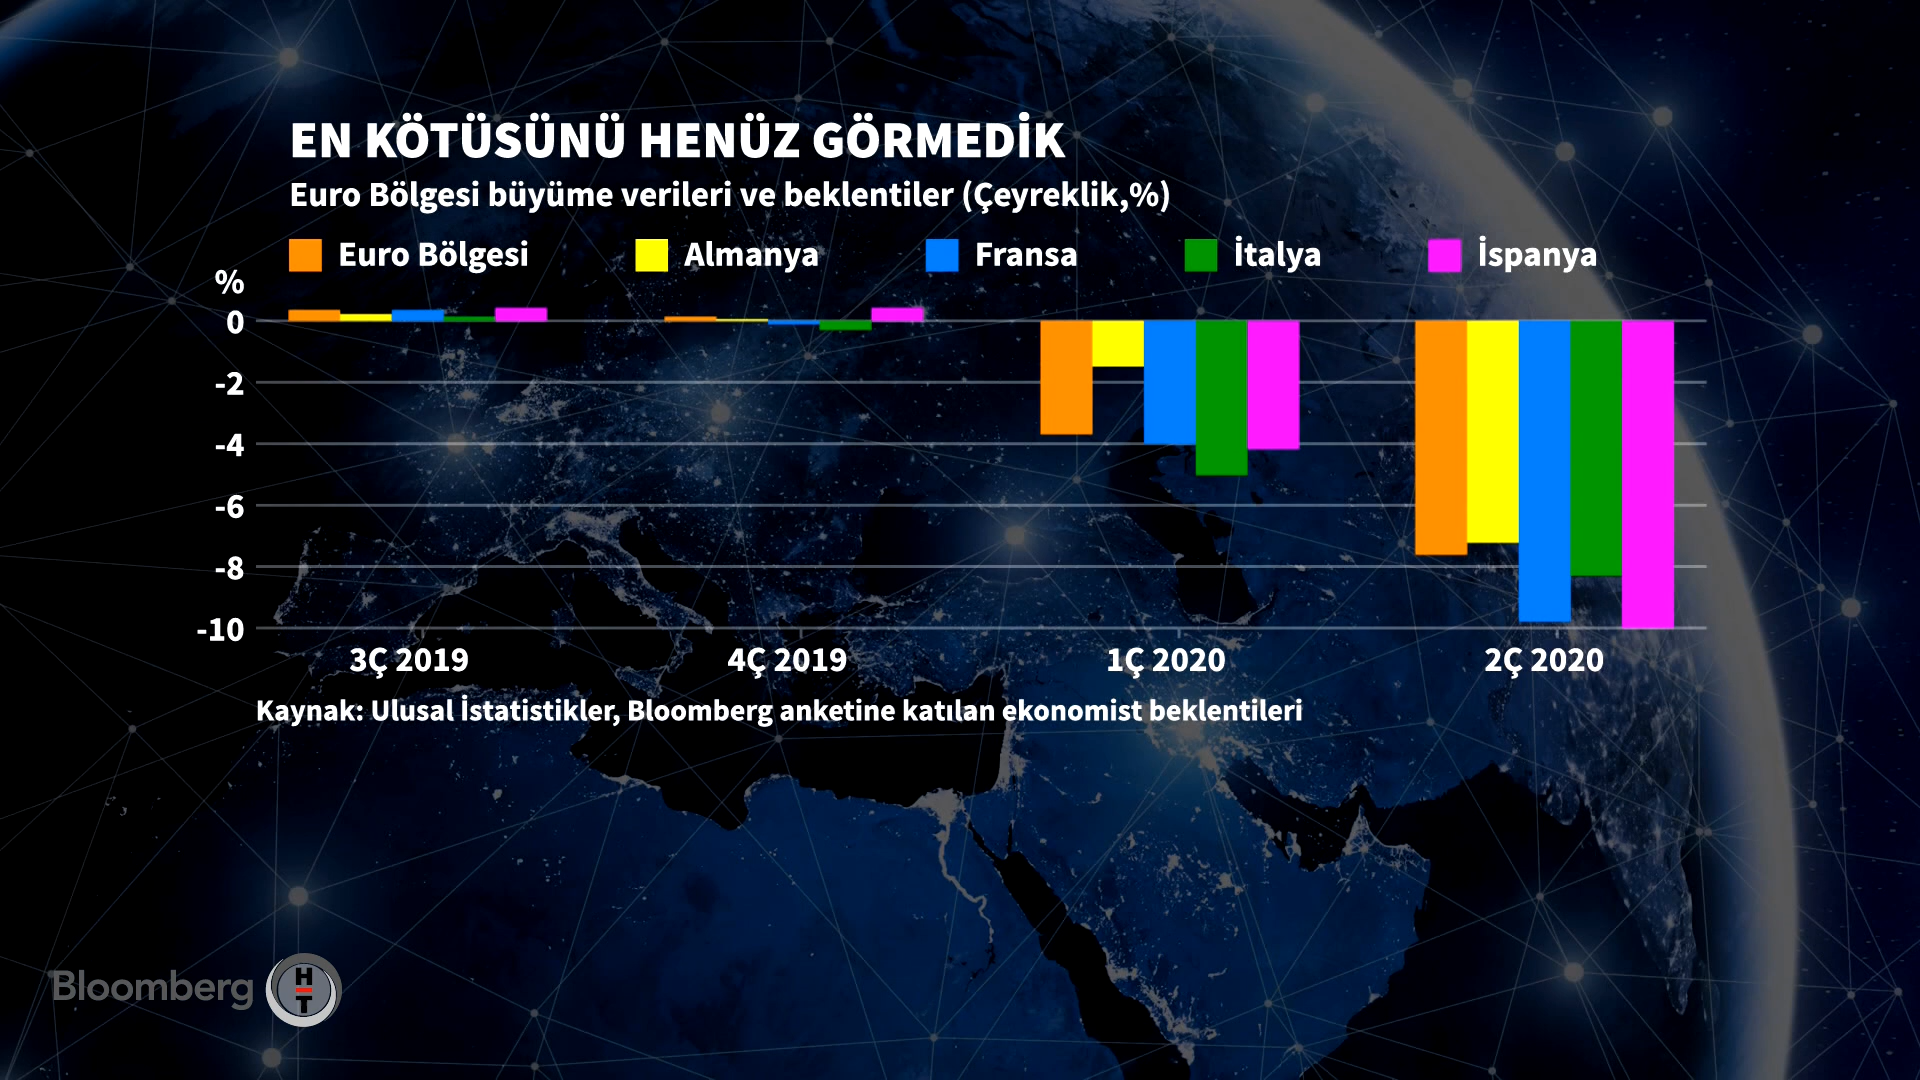 EN KÖTÜSÜNÜ HENÜZ GÖRMEDİK
Euro Bölgesi büyüme verileri ve beklentiler (Çeyreklik,%)
Euro Bölgesi Almanya Fransa İtalya İspanya
%
0
-2
-4
-6
-8
-10
3Ç 2019 4Ç 2019 1Ç 2020 2Ç 2020
Kaynak: Ulusal İstatistikler, Bloomberg anketine katılan ekonomist beklentileri
Bloomberg HT